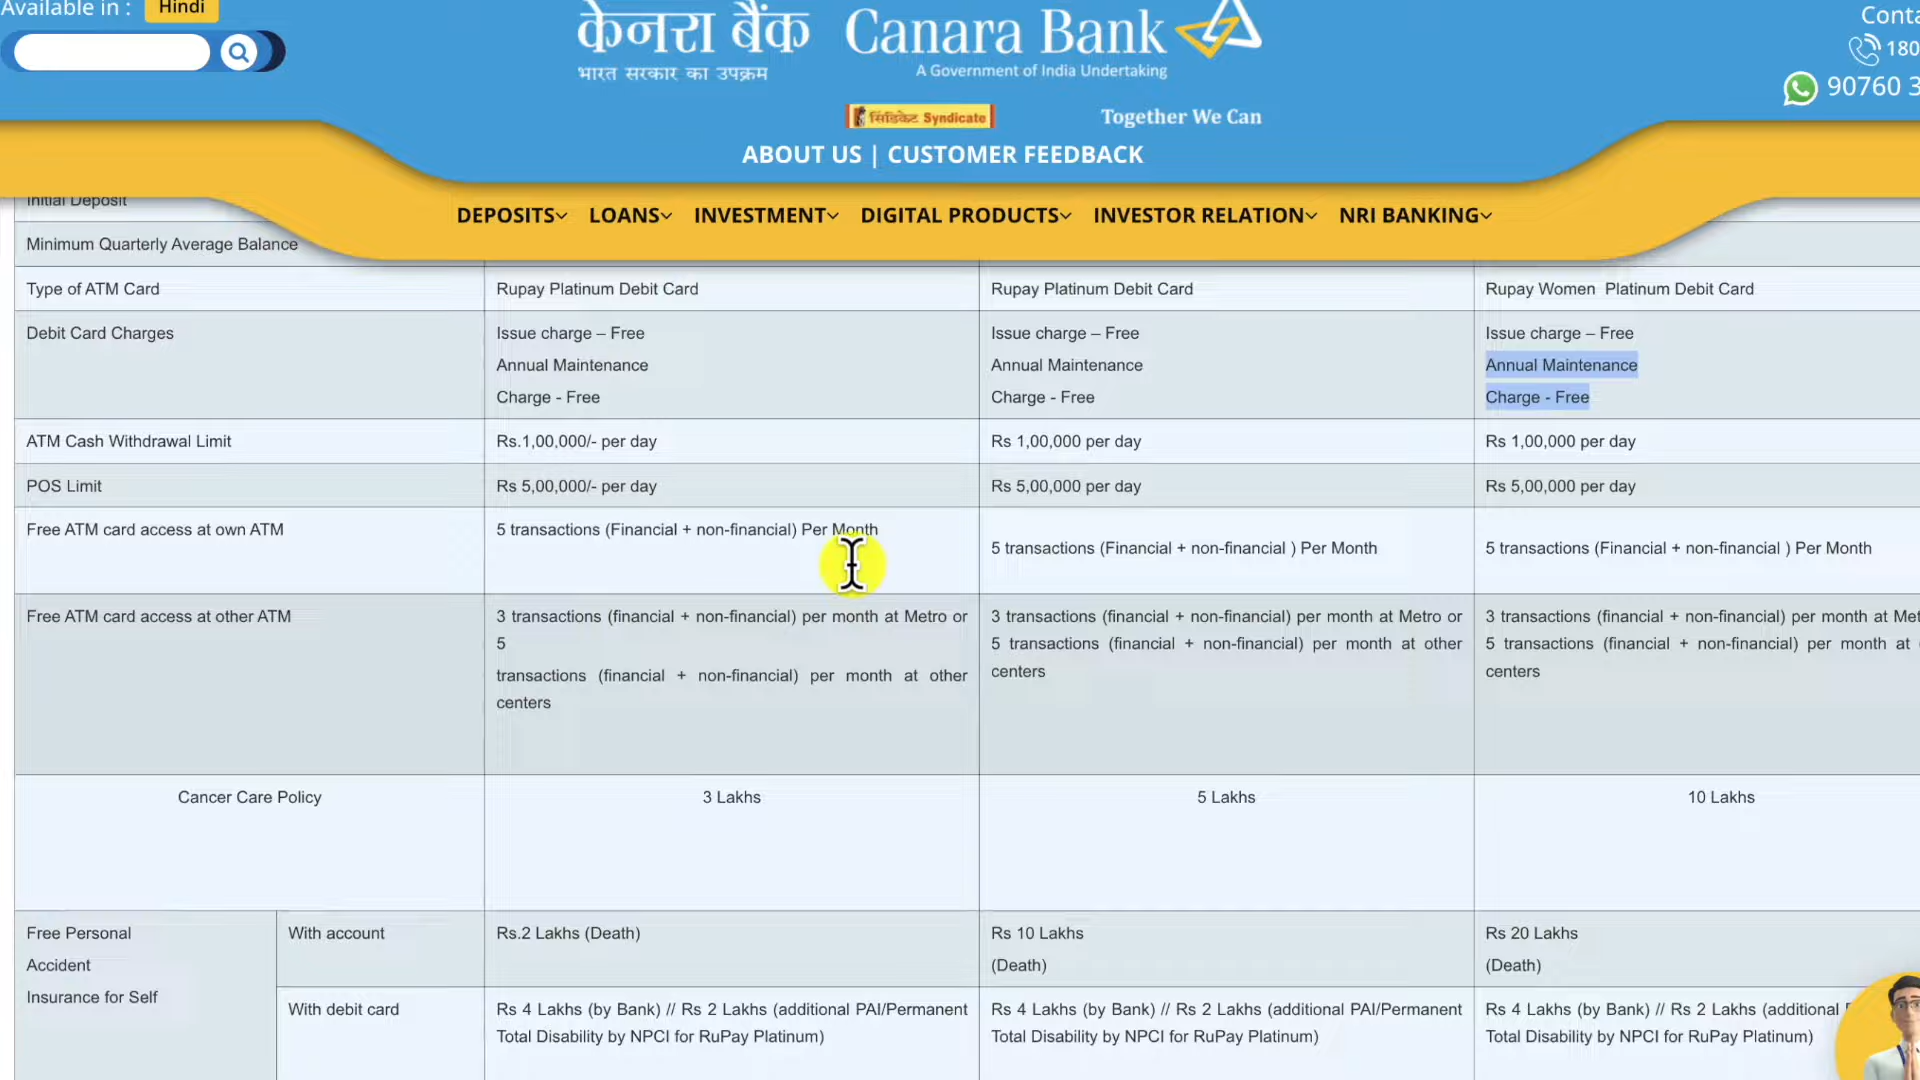 Available in :
Hindi
केनरा बैंक
भारत सरकार का उपक्रम
Canara Bank
A Government of India Undertaking
सिंडिकेट Syndicate
Together We Can
180
90760 3
ABOUT US | CUSTOMER FEEDBACK
DEPOSITS LOANS INVESTMENT DIGITAL PRODUCTS INVESTOR RELATION NRI BANKING
Initial Deposit
Minimum Quarterly Average Balance
Type of ATM Card
Rupay Platinum Debit Card
Rupay Platinum Debit Card
Rupay Women Platinum Debit Card
Debit Card Charges
Issue charge – Free
Annual Maintenance
Charge - Free
Issue charge – Free
Annual Maintenance
Charge - Free
Issue charge – Free
Annual Maintenance
Charge - Free
ATM Cash Withdrawal Limit
Rs.1,00,000/- per day
Rs 1,00,000 per day
Rs 1,00,000 per day
POS Limit
Rs 5,00,000/- per day
Rs 5,00,000 per day
Rs 5,00,000 per day
Free ATM card access at own ATM
5 transactions (Financial + non-financial) Per Month
5 transactions (Financial + non-financial ) Per Month
5 transactions (Financial + non-financial ) Per Month
Free ATM card access at other ATM
3 transactions (financial + non-financial) per month at Metro or
5
transactions (financial + non-financial) per month at other
centers
3 transactions (financial + non-financial) per month at Metro or
5 transactions (financial + non-financial) per month at other
centers
3 transactions (financial + non-financial) per month at
5 transactions (financial + non-financial) per month at
centers
Cancer Care Policy
3 Lakhs
5 Lakhs
10 Lakhs
Free Personal
Accident
Insurance for Self
With account
Rs.2 Lakhs (Death)
Rs 10 Lakhs
(Death)
Rs 20 Lakhs
(Death)
With debit card
Rs 4 Lakhs (by Bank) // Rs 2 Lakhs (additional PAI/Permanent
Total Disability by NPCI for RuPay Platinum)
Rs 4 Lakhs (by Bank) // Rs 2 Lakhs (additional PAI/Permanent
Total Disability by NPCI for RuPay Platinum)
Rs 4 Lakhs (by Bank) // Rs 2 Lakhs (additional
Total Disability by NPCI for RuPay Platinum)